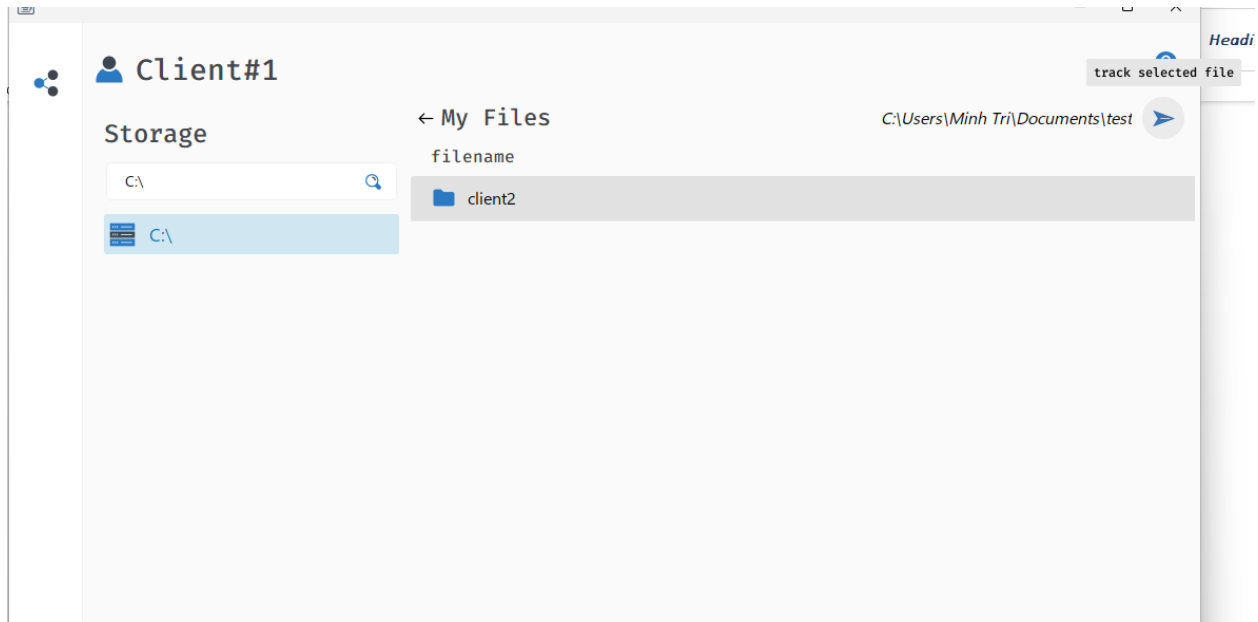 Headi
Client#1
track selected file
Storage
← My Files
C:\Users\Minh Tri\Documents\test
filename
C:\
client2
C:\